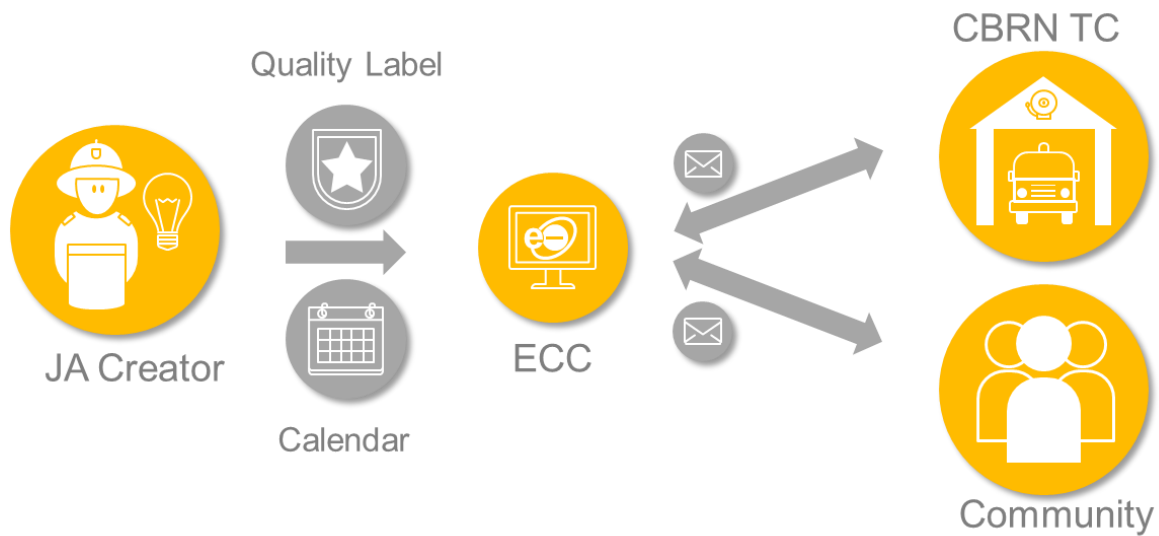 CBRN TC
Quality Label
e
JA Creator
ECC
Calendar
Community